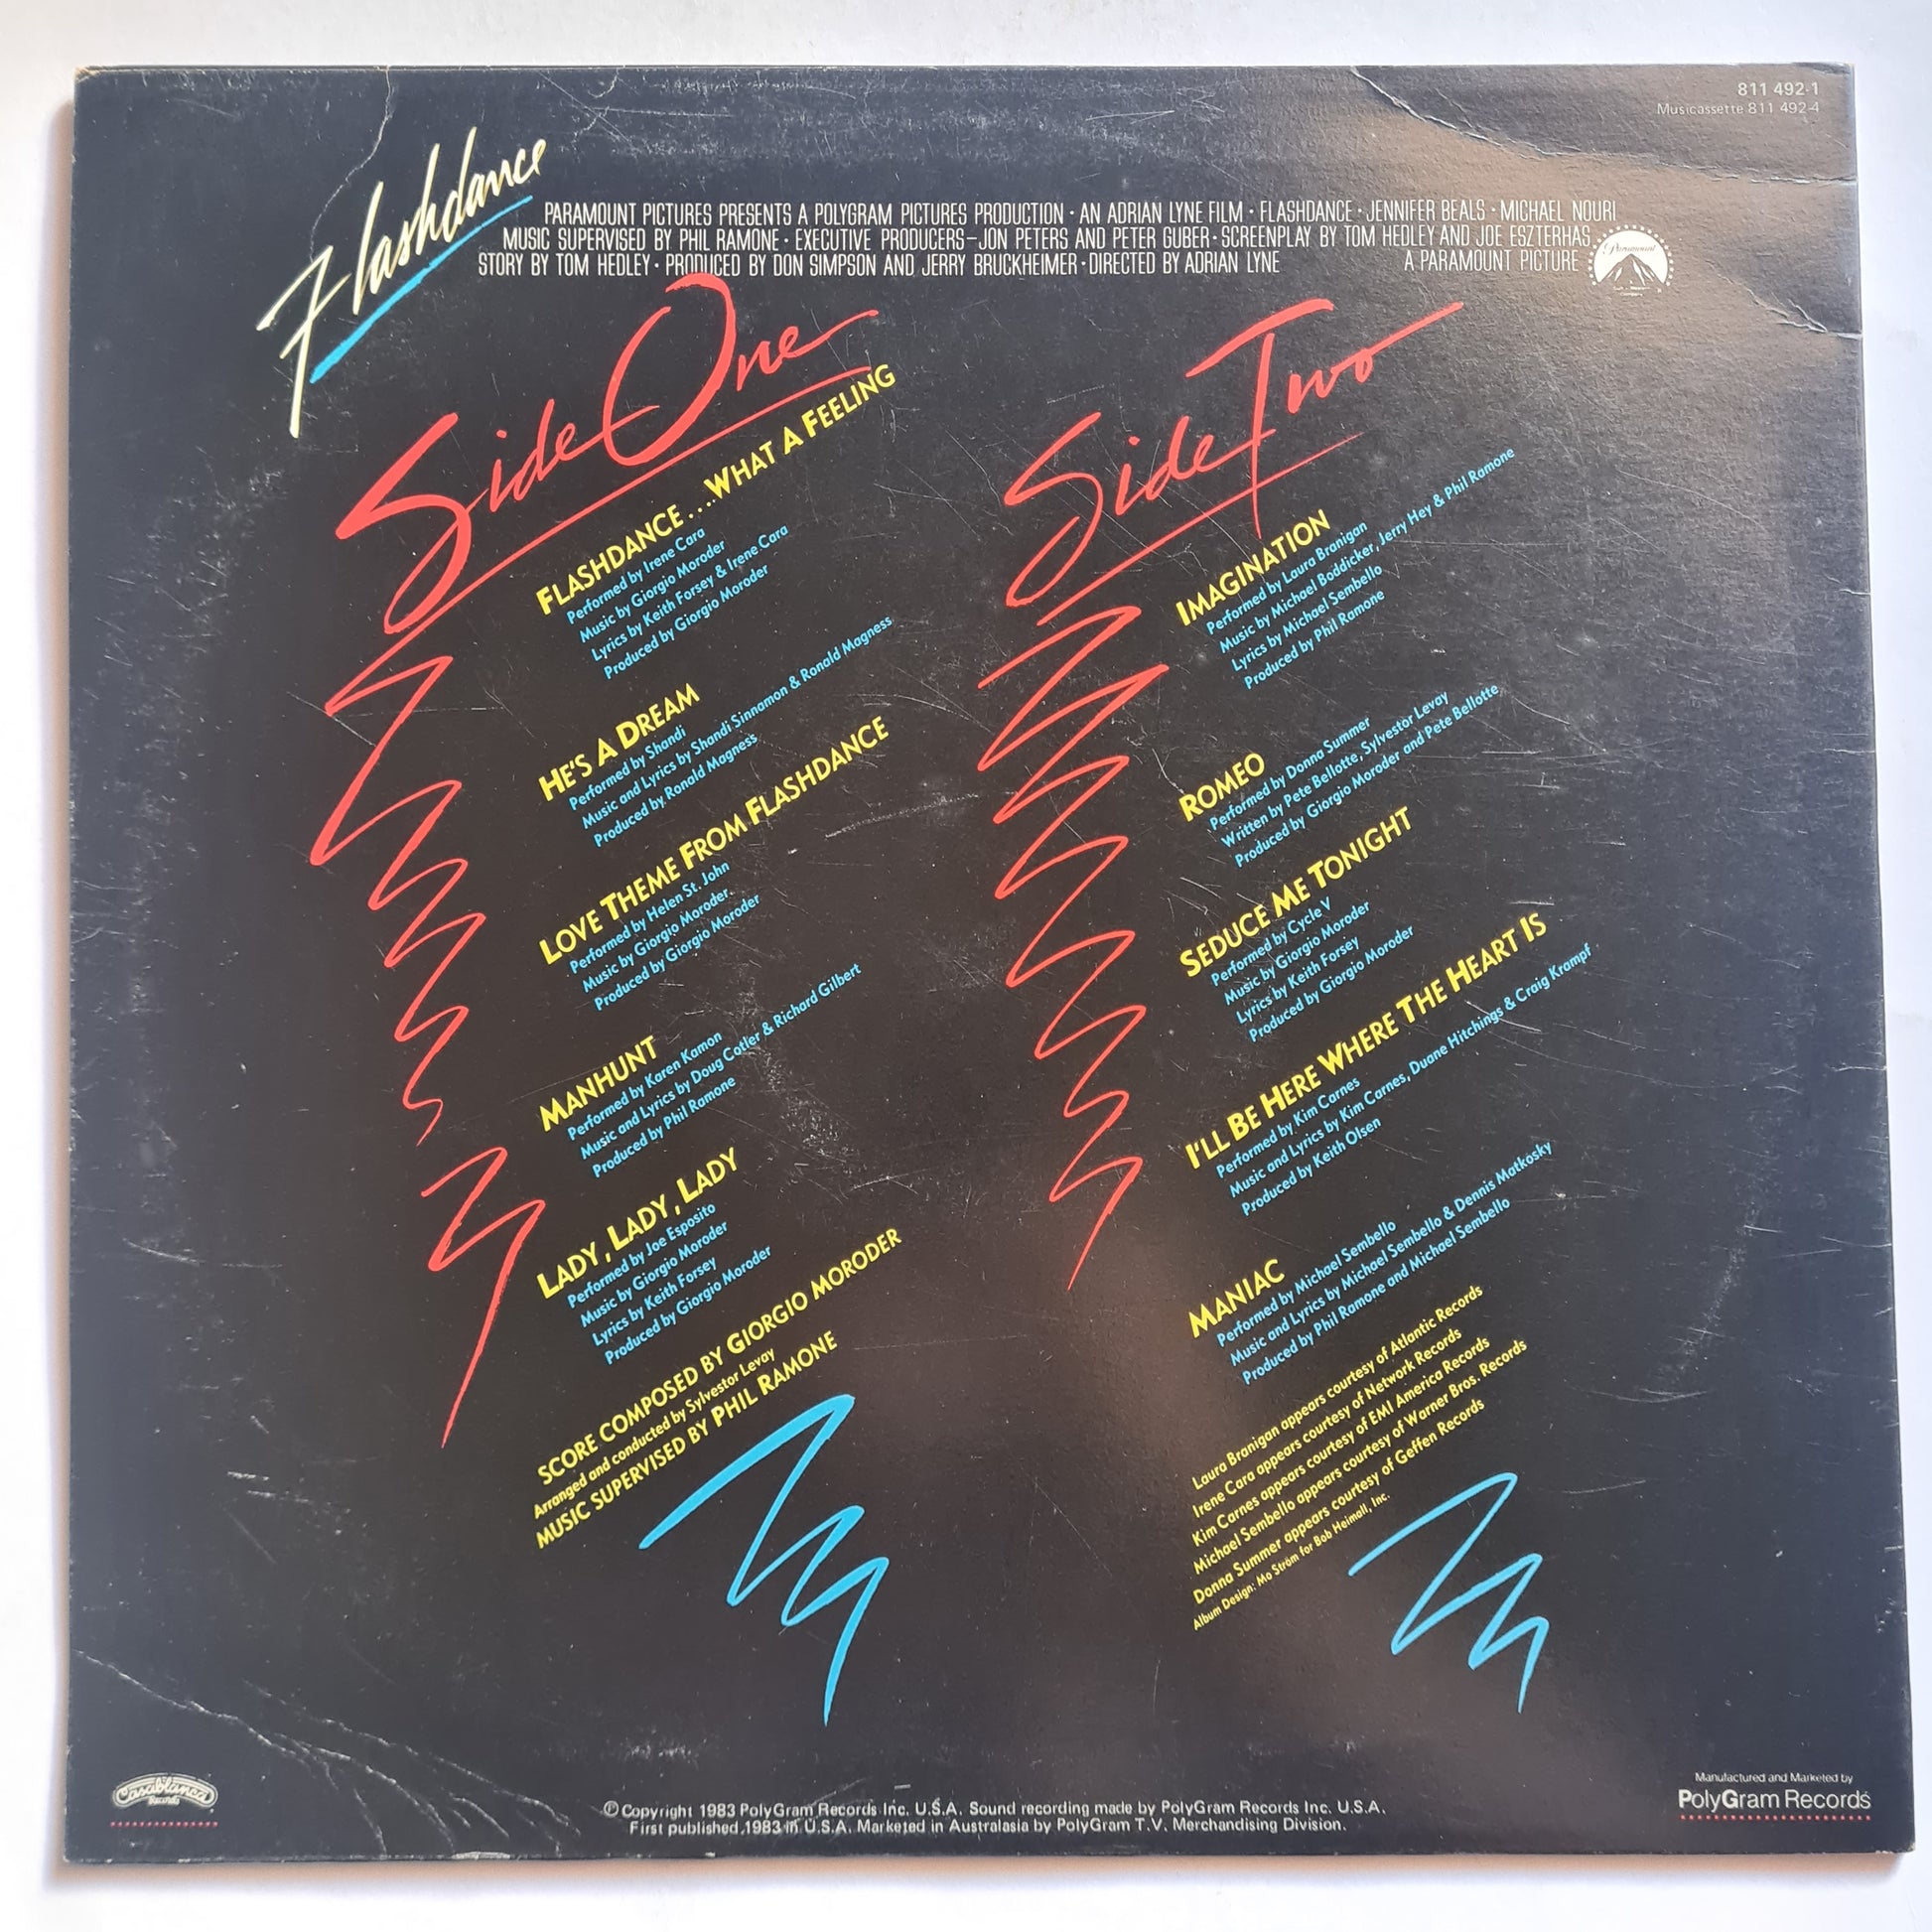 811 492-1
Musicassette 811 492-4
Flashdance
PARAMOUNT PICTURES PRESENTS A POLYGRAM PICTURES PRODUCTION · AN ADRIAN LYNE FILM · FLASHDANCE · JENNIFER BEALS · MICHAEL NOURI
MUSIC SUPERVISED BY PHIL RAMONE · EXECUTIVE PRODUCERS–JON PETERS AND PETER GUBER · SCREENPLAY BY TOM HEDLEY AND JOE ESZTERHAS
STORY BY TOM HEDLEY · PRODUCED BY DON SIMPSON AND JERRY BRUCKHEIMER · DIRECTED BY ADRIAN LYNE
A PARAMOUNT PICTURE
Paramount
Side One
FLASHDANCE...WHAT A FEELING
Performed by Irene Cara
Music by Giorgio Moroder
Lyrics by Keith Forsey & Irene Cara
Produced by Giorgio Moroder
HE'S A DREAM
Performed by Shandi
Music and Lyrics by Shandi Sinnamon & Ronald Magness
Produced by Ronald Magness
LOVE THEME FROM FLASHDANCE
Performed by Helen St. John
Music by Giorgio Moroder
Produced by Giorgio Moroder
MANHUNT
Performed by Karen Kamon
Music and Lyrics by Doug Cotler & Richard Gilbert
Produced by Phil Ramone
LADY, LADY, LADY
Performed by Joe Esposito
Music by Giorgio Moroder
Lyrics by Keith Forsey
Produced by Giorgio Moroder
SCORE COMPOSED BY GIORGIO MORODER
Arranged and conducted by Sylvestor Levay
MUSIC SUPERVISED BY PHIL RAMONE
Side Two
IMAGINATION
Performed by Laura Branigan
Music by Michael Boddicker, Jerry Hey & Phil Ramone
Lyrics by Michael Sembello
Produced by Phil Ramone
ROMEO
Performed by Donna Summer
Written by Pete Bellotte, Sylvestor Levay
Produced by Giorgio Moroder and Pete Bellotte
SEDUCE ME TONIGHT
Performed by Cycle V
Music by Giorgio Moroder
Lyrics by Keith Forsey
Produced by Giorgio Moroder
I'LL BE HERE WHERE THE HEART IS
Performed by Kim Carnes
Music and Lyrics by Kim Carnes, Duane Hitchings & Craig Krampf
Produced by Keith Olsen
MANIAC
Performed by Michael Sembello
Music and Lyrics by Michael Sembello & Dennis Matkosky
Produced by Phil Ramone and Michael Sembello
Laura Branigan appears courtesy of Atlantic Records
Irene Cara appears courtesy of Network Records
Kim Carnes appears courtesy of EMI America Records
Michael Sembello appears courtesy of Warner Bros. Records
Donna Summer appears courtesy of Geffen Records
Album Design: Mo Ström for Bob Heimall, Inc.
Casablanca
Records
℗ Copyright 1983 PolyGram Records Inc. U.S.A. Sound recording made by PolyGram Records Inc. U.S.A.
First published 1983 in U.S.A. Marketed in Australasia by PolyGram T.V. Merchandising Division.
Manufactured and Marketed by
PolyGram Records